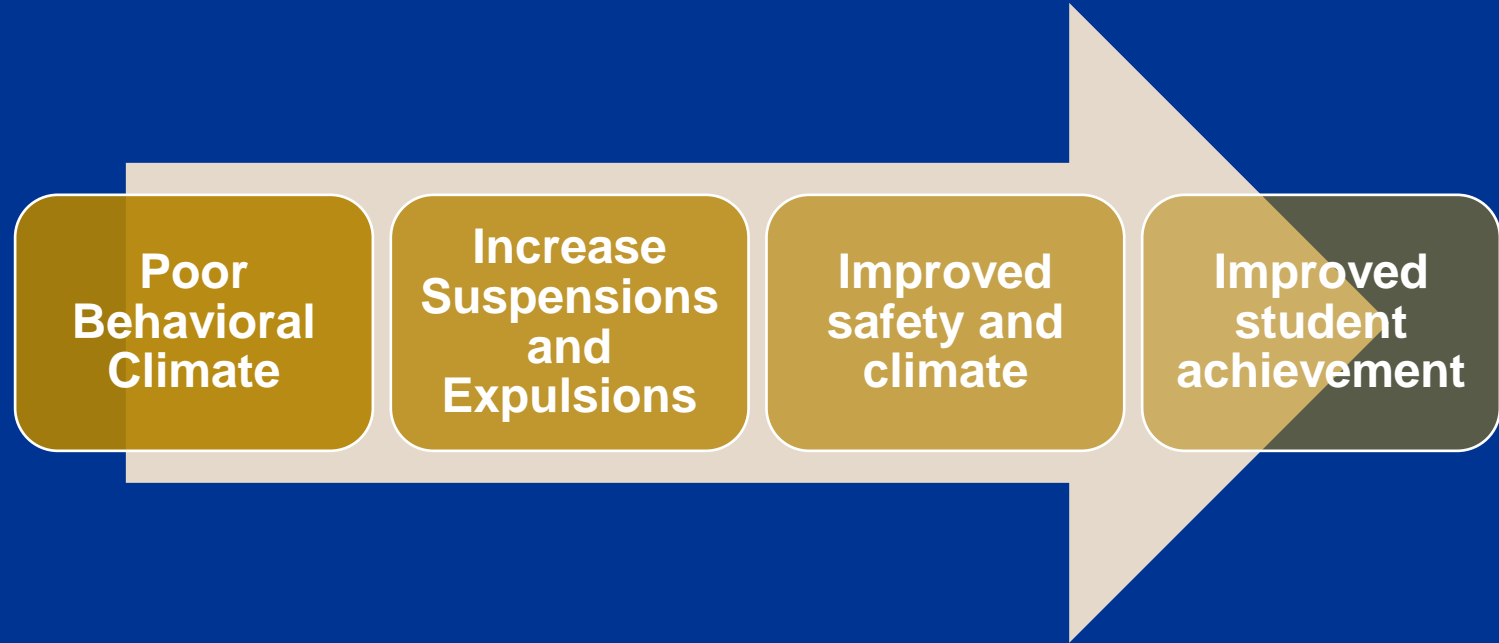 Poor
Behavioral
Climate
Increase
Suspensions
and
Expulsions
Improved
safety and
climate
Improved
student
achievement